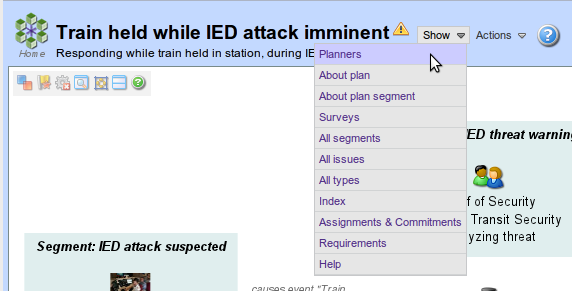 Train held while IED attack imminent
Show
Actions
Home
Responding while train held in station, during IE
Planners
About plan
About plan segment
Surveys
All segments
All issues
All types
Index
Assignments & Commitments
Requirements
Help
ED threat warning
f of Security
Transit Security
yzing threat
Segment: IED attack suspected
causes event "Train